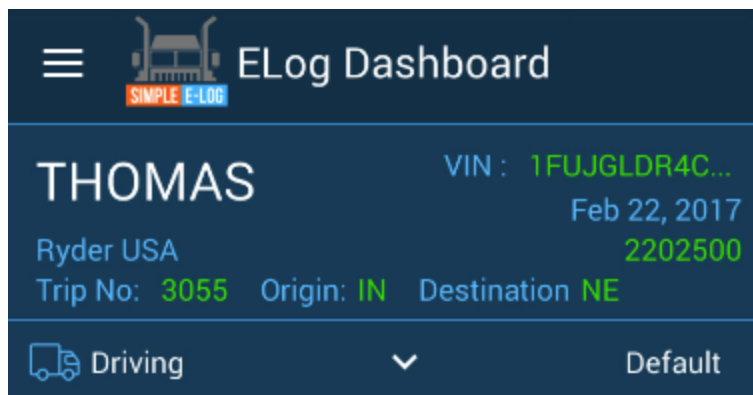 ELog Dashboard
SIMPLE E-LOG
THOMAS
VIN : 1FUJGLDR4C...
Feb 22, 2017
Ryder USA 2202500
Trip No: 3055 Origin: IN Destination NE
Driving Default